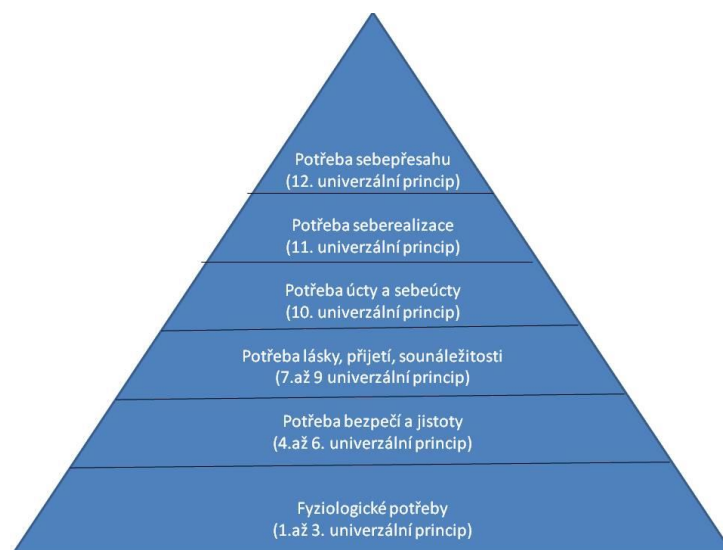 Potřeba sebepřesahu
(12. univerzální princip)
Potřeba seberealizace
(11. univerzální princip)
Potřeba úcty a sebeúcty
(10. univerzální princip)
Potřeba lásky, přijetí, sounáležitosti
(7.až 9 univerzální princip)
Potřeba bezpečí a jistoty
(4.až 6. univerzální princip)
Fyziologické potřeby
(1.až 3. univerzální princip)